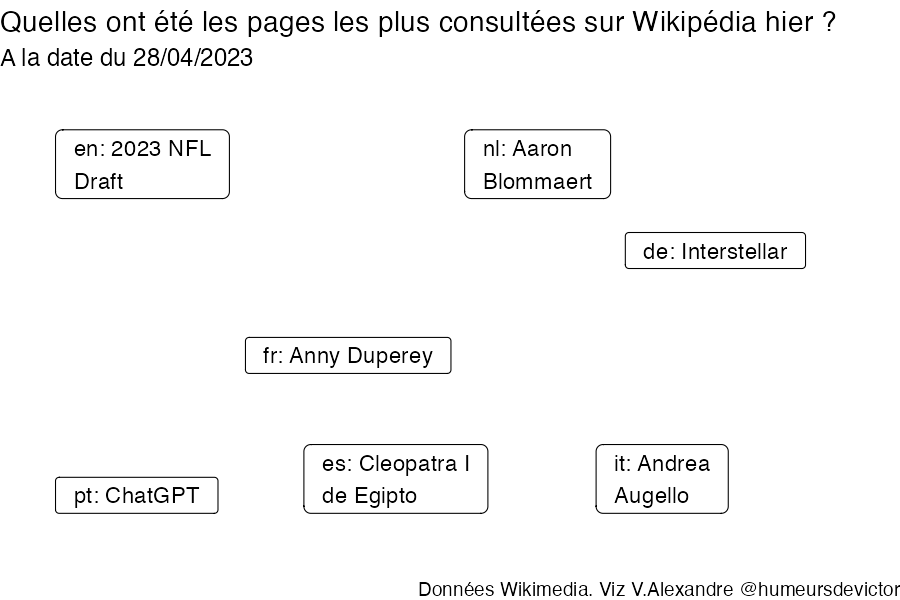 Quelles ont été les pages les plus consultées sur Wikipédia hier ?
A la date du 28/04/2023
en: 2023 NFL
Draft
nl: Aaron
Blommaert
de: Interstellar
fr: Anny Duperey
es: Cleopatra I
de Egipto
it: Andrea
Augello
pt: ChatGPT
Données Wikimedia. Viz V.Alexandre @humeursdevictor